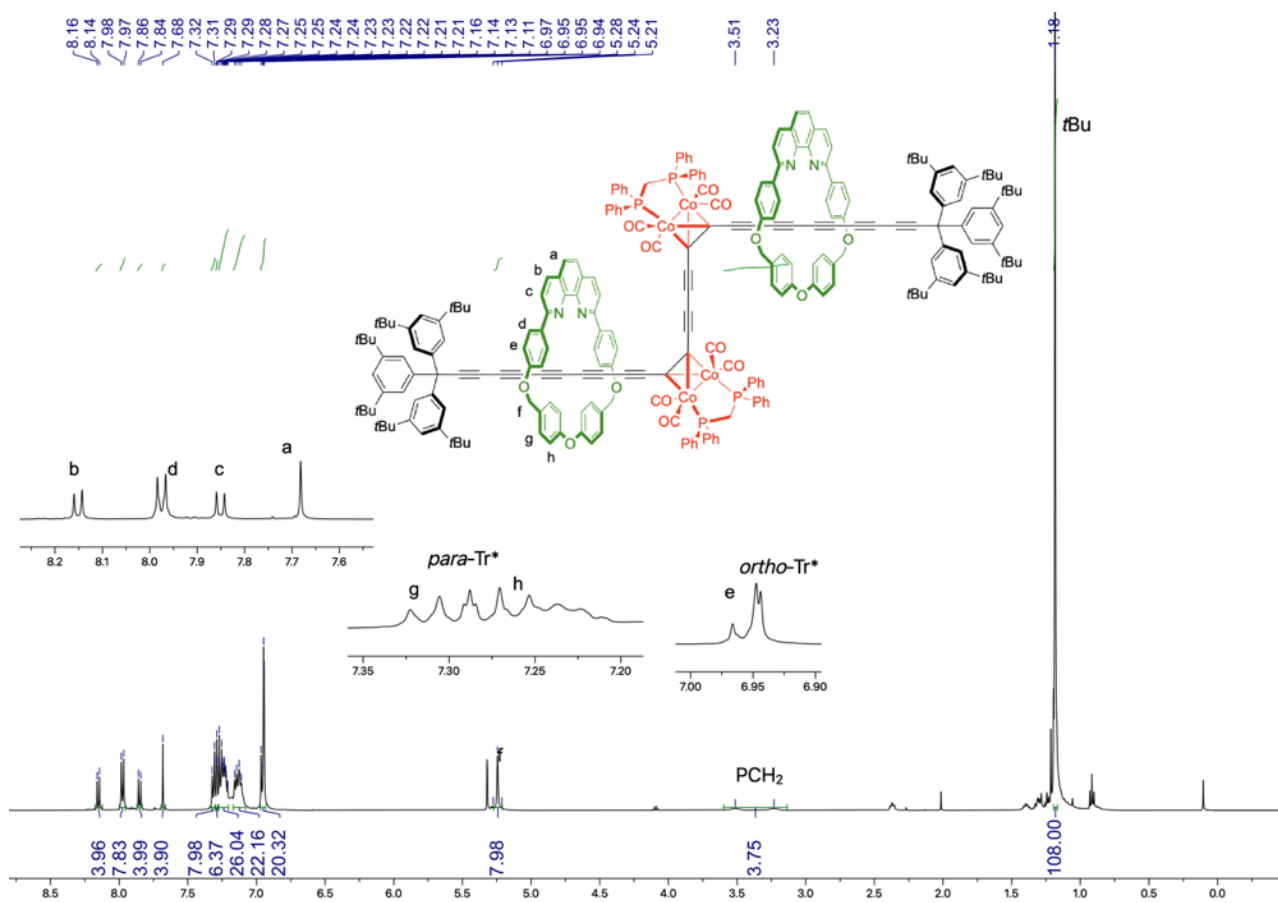 8.16
8.14
7.98
7.97
7.86
7.84
7.68
7.32
7.31
7.29
7.29
7.28
7.27
7.25
7.25
7.24
7.24
7.23
7.23
7.22
7.22
7.21
7.21
7.16
7.14
7.13
7.11
6.97
6.95
6.95
6.94
5.28
5.24
5.21
3.51
3.23
1.18
tBu
Ph Ph
Ph P Ph
P CO
Co CO
OC Co
OC
N N
O O
O
tBu tBu
tBu
tBu
tBu
tBu
a
b
c
d
e
f
g
h
N N
O O
O
tBu tBu
tBu
tBu
tBu
tBu
CO
Co CO
OC Co P Ph
OC P Ph
Ph Ph
b d c a
8.2 8.1 8.0 7.9 7.8 7.7 7.6
para-Tr*
g h
7.35 7.30 7.25 7.20
ortho-Tr*
e
7.00 6.95 6.90
f
PCH2
3.96
7.83
3.99
3.90
7.98
6.37
26.04
22.16
20.32
7.98
3.75
108.00
8.5 8.0 7.5 7.0 6.5 6.0 5.5 5.0 4.5 4.0 3.5 3.0 2.5 2.0 1.5 1.0 0.5 0.0